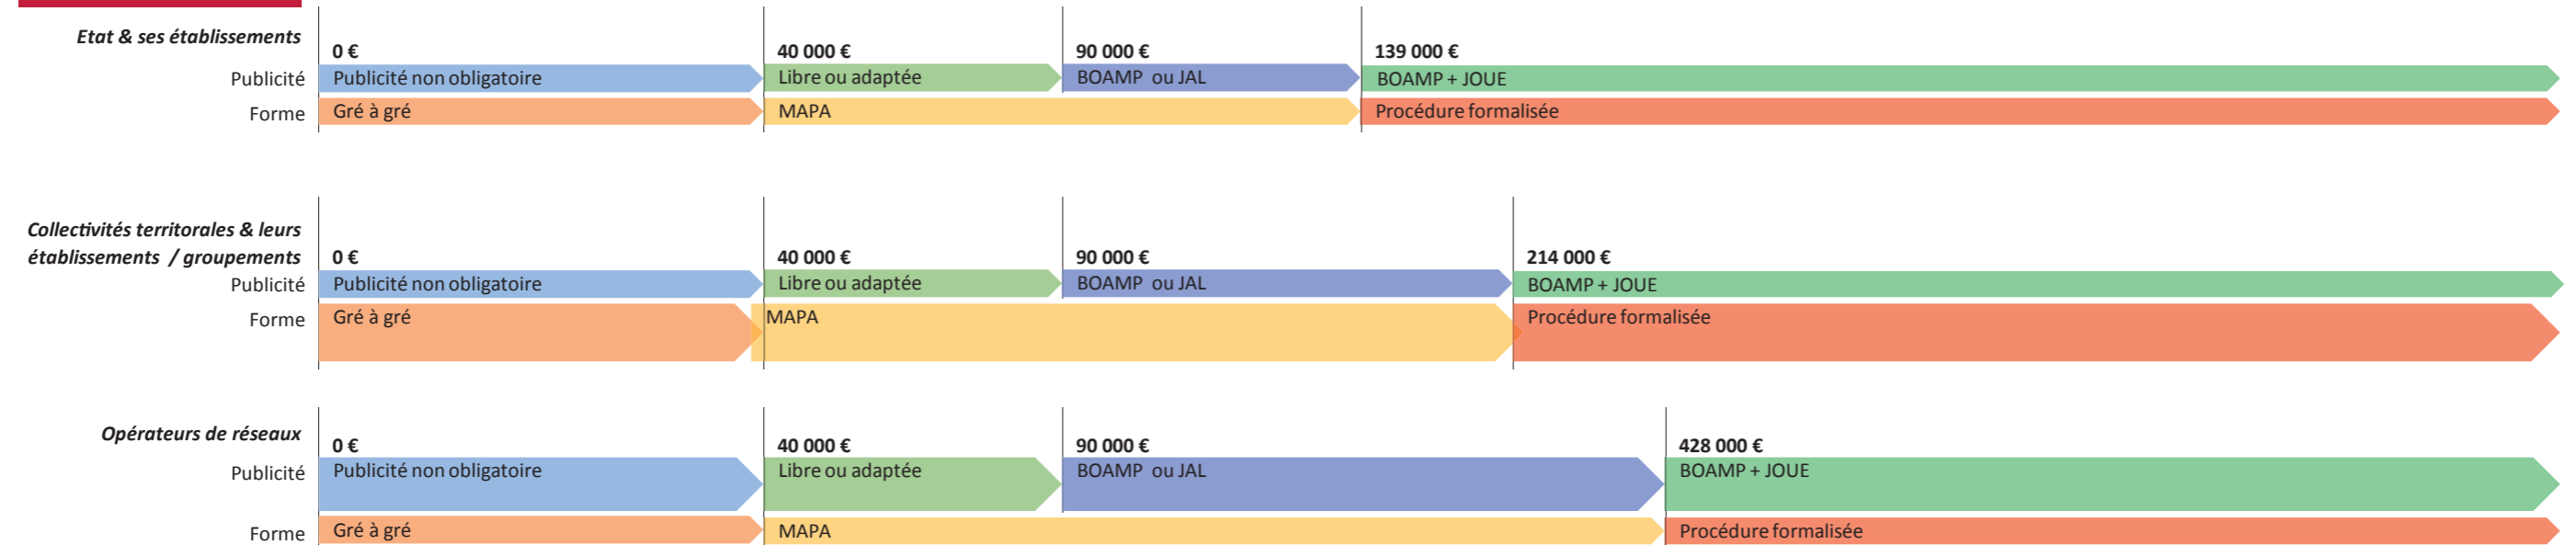 Etat & ses établissements
0 € 40 000 € 90 000 € 139 000 €
Publicité Publicité non obligatoire Libre ou adaptée BOAMP ou JAL BOAMP + JOUE
Forme Gré à gré MAPA Procédure formalisée
Collectivités territorales & leurs
établissements / groupements 0 € 40 000 € 90 000 € 214 000 €
Publicité Publicité non obligatoire Libre ou adaptée BOAMP ou JAL BOAMP + JOUE
Forme Gré à gré MAPA Procédure formalisée
Opérateurs de réseaux
0 € 40 000 € 90 000 € 428 000 €
Publicité Publicité non obligatoire Libre ou adaptée BOAMP ou JAL BOAMP + JOUE
Forme Gré à gré MAPA Procédure formalisée